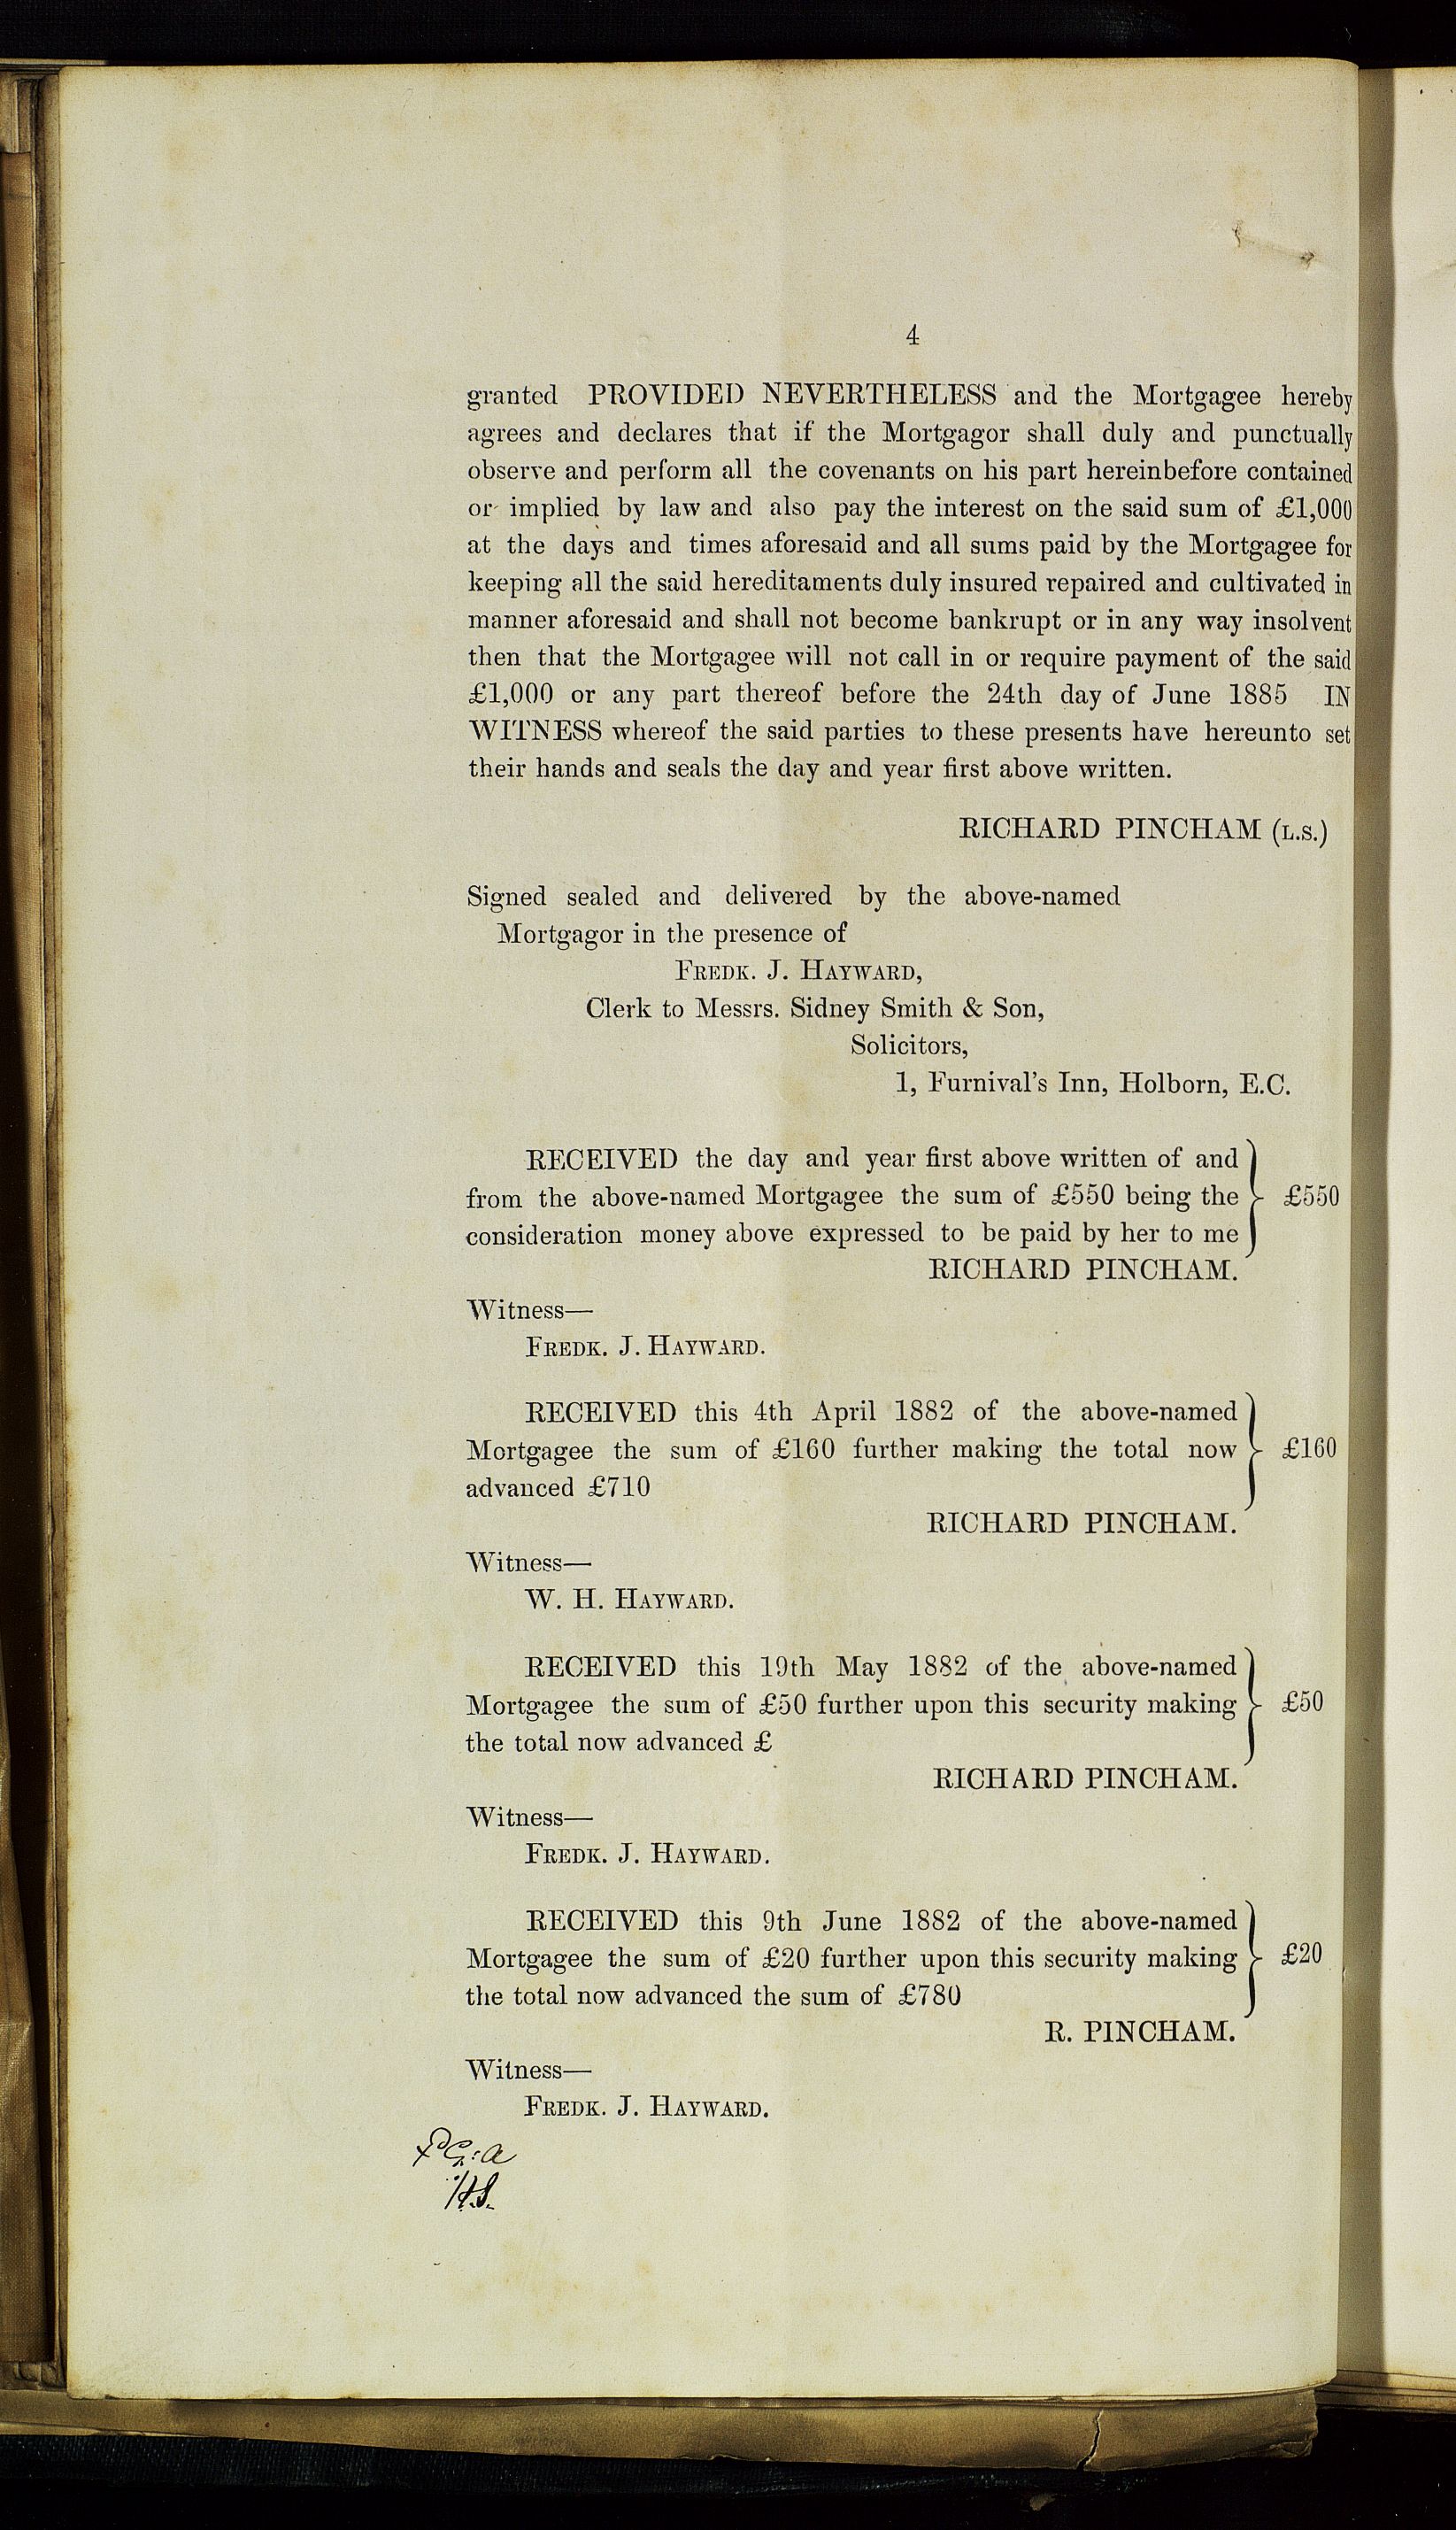 4
granted PROVIDED NEVERTHELESS and the Mortgagee hereby
agrees and declares that if the Mortgagor shall duly and punctually
observe and perform all the covenants on his part hereinbefore contained
or implied by law and also pay the interest on the said sum of £1,000
at the days and times aforesaid and all sums paid by the Mortgagee for
keeping all the said hereditaments duly insured repaired and cultivated in
manner aforesaid and shall not become bankrupt or in any way insolvent
then that the Mortgagee will not call in or require payment of the said
£1,000 or any part thereof before the 24th day of June 1885 IN
WITNESS whereof the said parties to these presents have hereunto set
their hands and seals the day and year first above written.
RICHARD PINCHAM (L.S.)
Signed sealed and delivered by the above-named
Mortgagor in the presence of
FREDK. J. HAYWARD,
Clerk to Messrs. Sidney Smith & Son,
Solicitors,
1, Furnival's Inn, Holborn, E.C.
RECEIVED the day and year first above written of and
from the above-named Mortgagee the sum of £550 being the £550
consideration money above expressed to be paid by her to me
RICHARD PINCHAM.
Witness—
FREDK. J. HAYWARD.
RECEIVED this 4th April 1882 of the above-named
Mortgagee the sum of £160 further making the total now £160
advanced £710
RICHARD PINCHAM.
Witness—
W. H. HAYWARD.
RECEIVED this 19th May 1882 of the above-named
Mortgagee the sum of £50 further upon this security making £50
the total now advanced £
RICHARD PINCHAM.
Witness—
FREDK. J. HAYWARD.
RECEIVED this 9th June 1882 of the above-named
Mortgagee the sum of £20 further upon this security making £20
the total now advanced the sum of £780
R. PINCHAM.
Witness—
FREDK. J. HAYWARD.